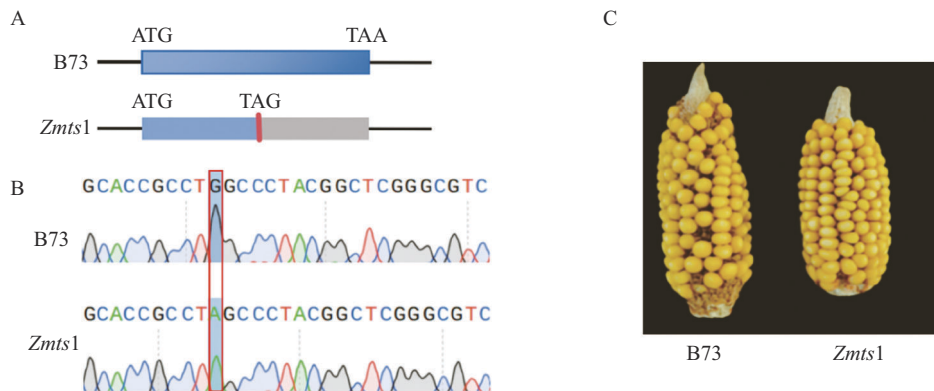 A
ATG TAA
B73
ATG TAG
Zmts1
B
GCACCGCCTGGCCCTACGGCTCGGGCGTC
B73
GCACCGCCTAGCCCTACGGCTCGGGCGTC
Zmts1
C
B73 Zmts1